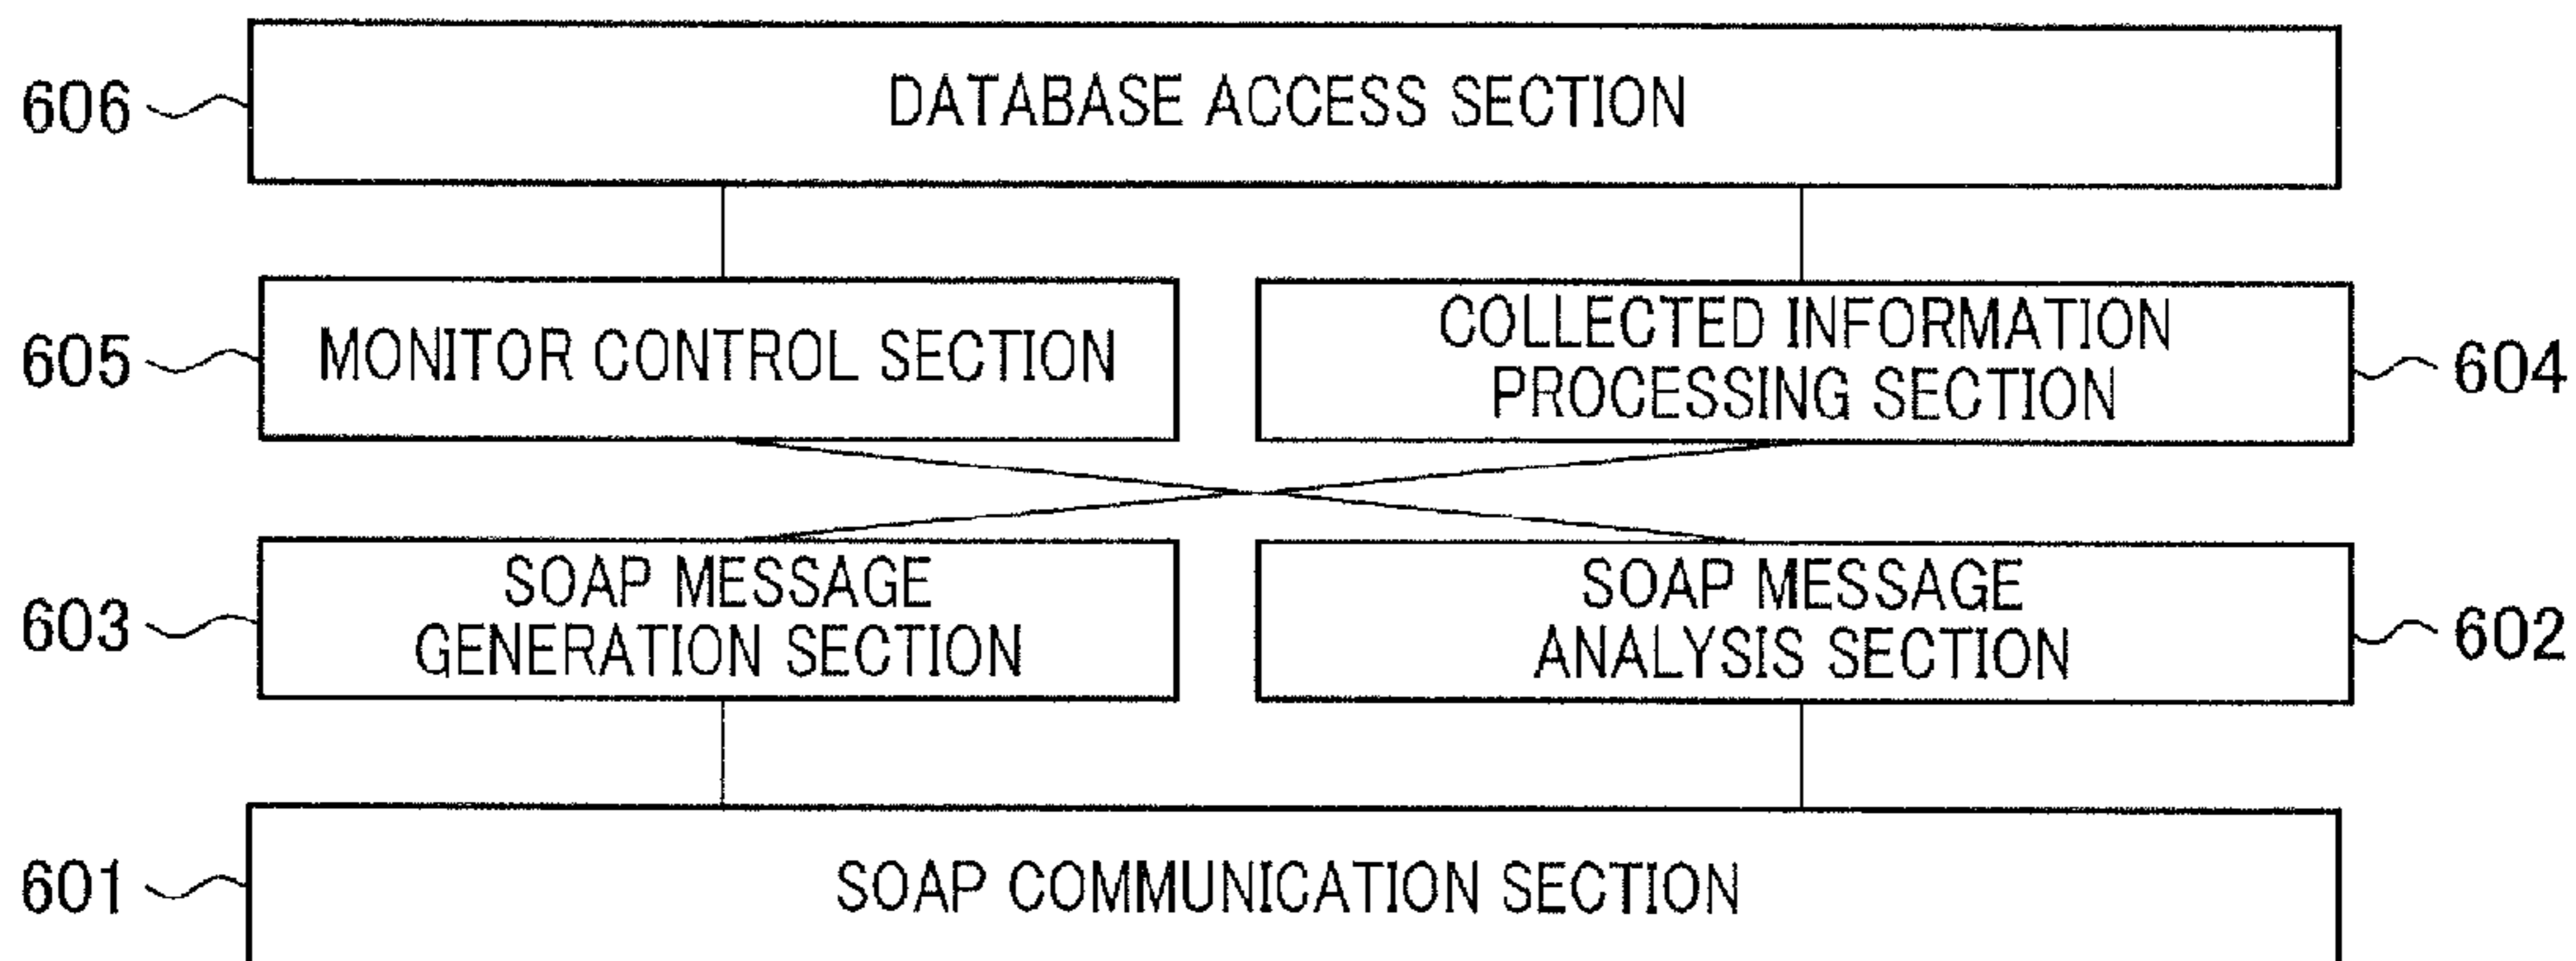 606
DATABASE ACCESS SECTION
605
MONITOR CONTROL SECTION
COLLECTED INFORMATION
PROCESSING SECTION
604
603
SOAP MESSAGE
GENERATION SECTION
SOAP MESSAGE
ANALYSIS SECTION
602
601
SOAP COMMUNICATION SECTION